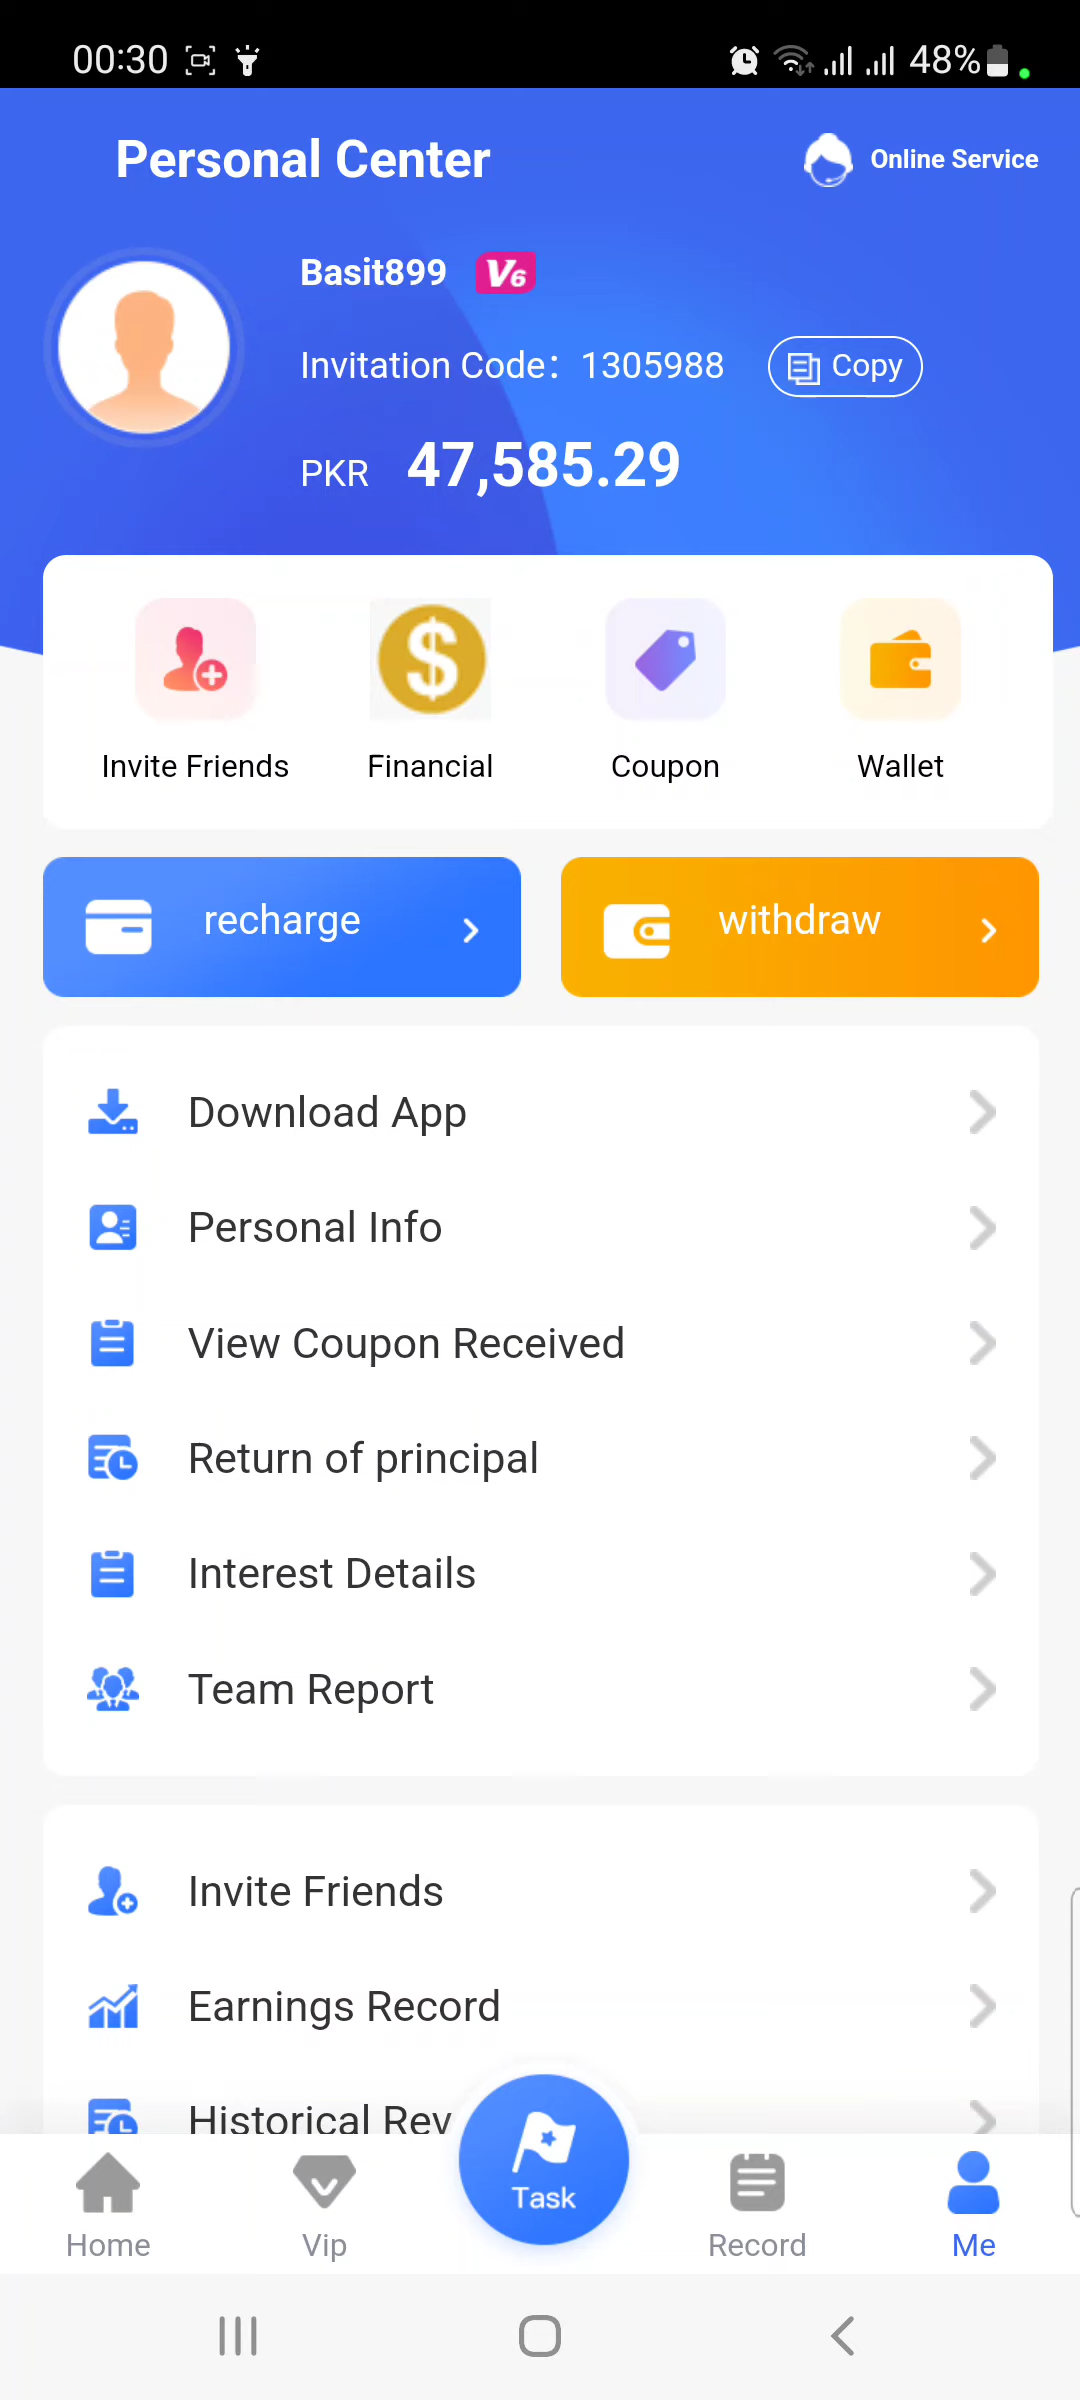 00:30 48%
Personal Center
Online Service
Basit899 V6
Invitation Code: 1305988 Copy
PKR 47,585.29
Invite Friends Financial Coupon Wallet
recharge withdraw
Download App
Personal Info
View Coupon Received
Return of principal
Interest Details
Team Report
Invite Friends
Earnings Record
Historical Rev
Task
Home Vip Record Me